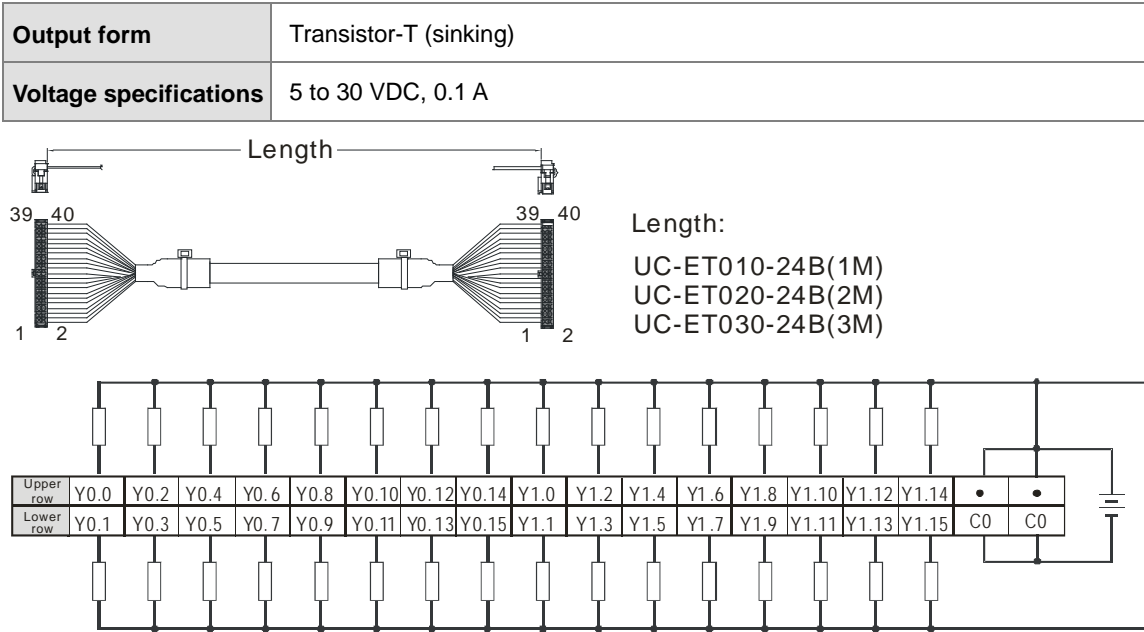 Output form Transistor-T (sinking)
Voltage specifications 5 to 30 VDC, 0.1 A
Length
39 40 39 40
Length:
UC-ET010-24B(1M)
UC-ET020-24B(2M)
UC-ET030-24B(3M)
1 2 1 2
Upper row Y0.0 Y0.2 Y0.4 Y0.6 Y0.8 Y0.10 Y0.12 Y0.14 Y1.0 Y1.2 Y1.4 Y1.6 Y1.8 Y1.10 Y1.12 Y1.14 • •
Lower row Y0.1 Y0.3 Y0.5 Y0.7 Y0.9 Y0.11 Y0.13 Y0.15 Y1.1 Y1.3 Y1.5 Y1.7 Y1.9 Y1.11 Y1.13 Y1.15 C0 C0